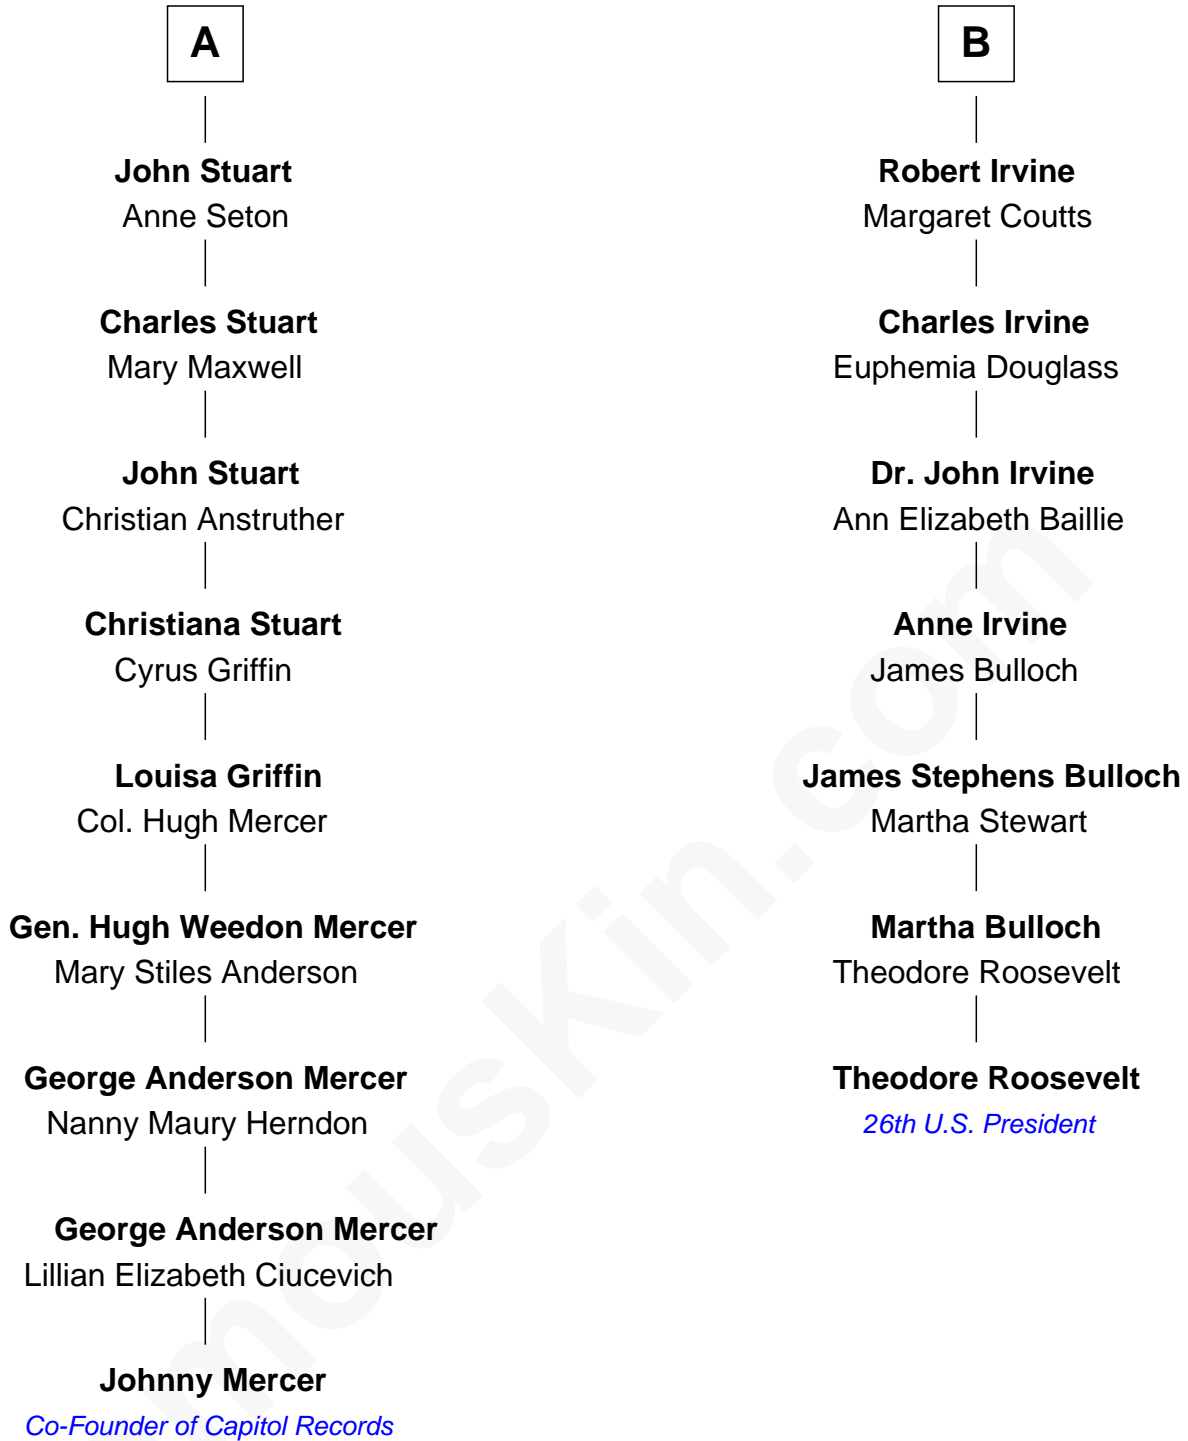 A
John Stuart
Anne Seton
Charles Stuart
Mary Maxwell
John Stuart
Christian Anstruther
Christiana Stuart
Cyrus Griffin
Louisa Griffin
Col. Hugh Mercer
Gen. Hugh Weedon Mercer
Mary Stiles Anderson
George Anderson Mercer
Nanny Maury Herndon
George Anderson Mercer
Lillian Elizabeth Ciucevich
Johnny Mercer
Co-Founder of Capitol Records
B
Robert Irvine
Margaret Coutts
Charles Irvine
Euphemia Douglass
Dr. John Irvine
Ann Elizabeth Baillie
Anne Irvine
James Bulloch
James Stephens Bulloch
Martha Stewart
Martha Bulloch
Theodore Roosevelt
Theodore Roosevelt
26th U.S. President
mouskin.com